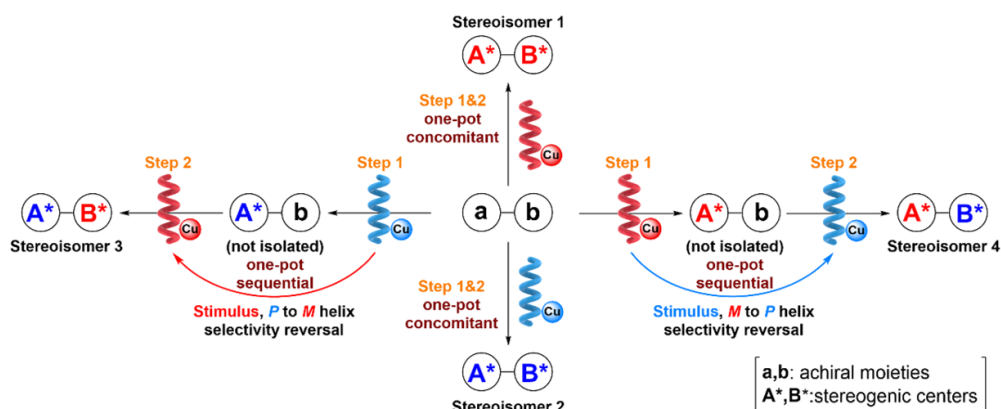 Stereoisomer 1
A* B*
Step 1&2
one-pot
concomitant
Cu
Step 2
Step 1
Step 1
Step 2
A* B*
Cu
A* b
Cu
a b
Cu
A* b
Cu
A* B*
Stereoisomer 3
(not isolated)
(not isolated)
Stereoisomer 4
one-pot
sequential
Step 1&2
one-pot
concomitant
Cu
one-pot
sequential
Stimulus, P to M helix
selectivity reversal
Stimulus, M to P helix
selectivity reversal
A* B*
Stereoisomer 2
a,b: achiral moieties
A*,B*:stereogenic centers